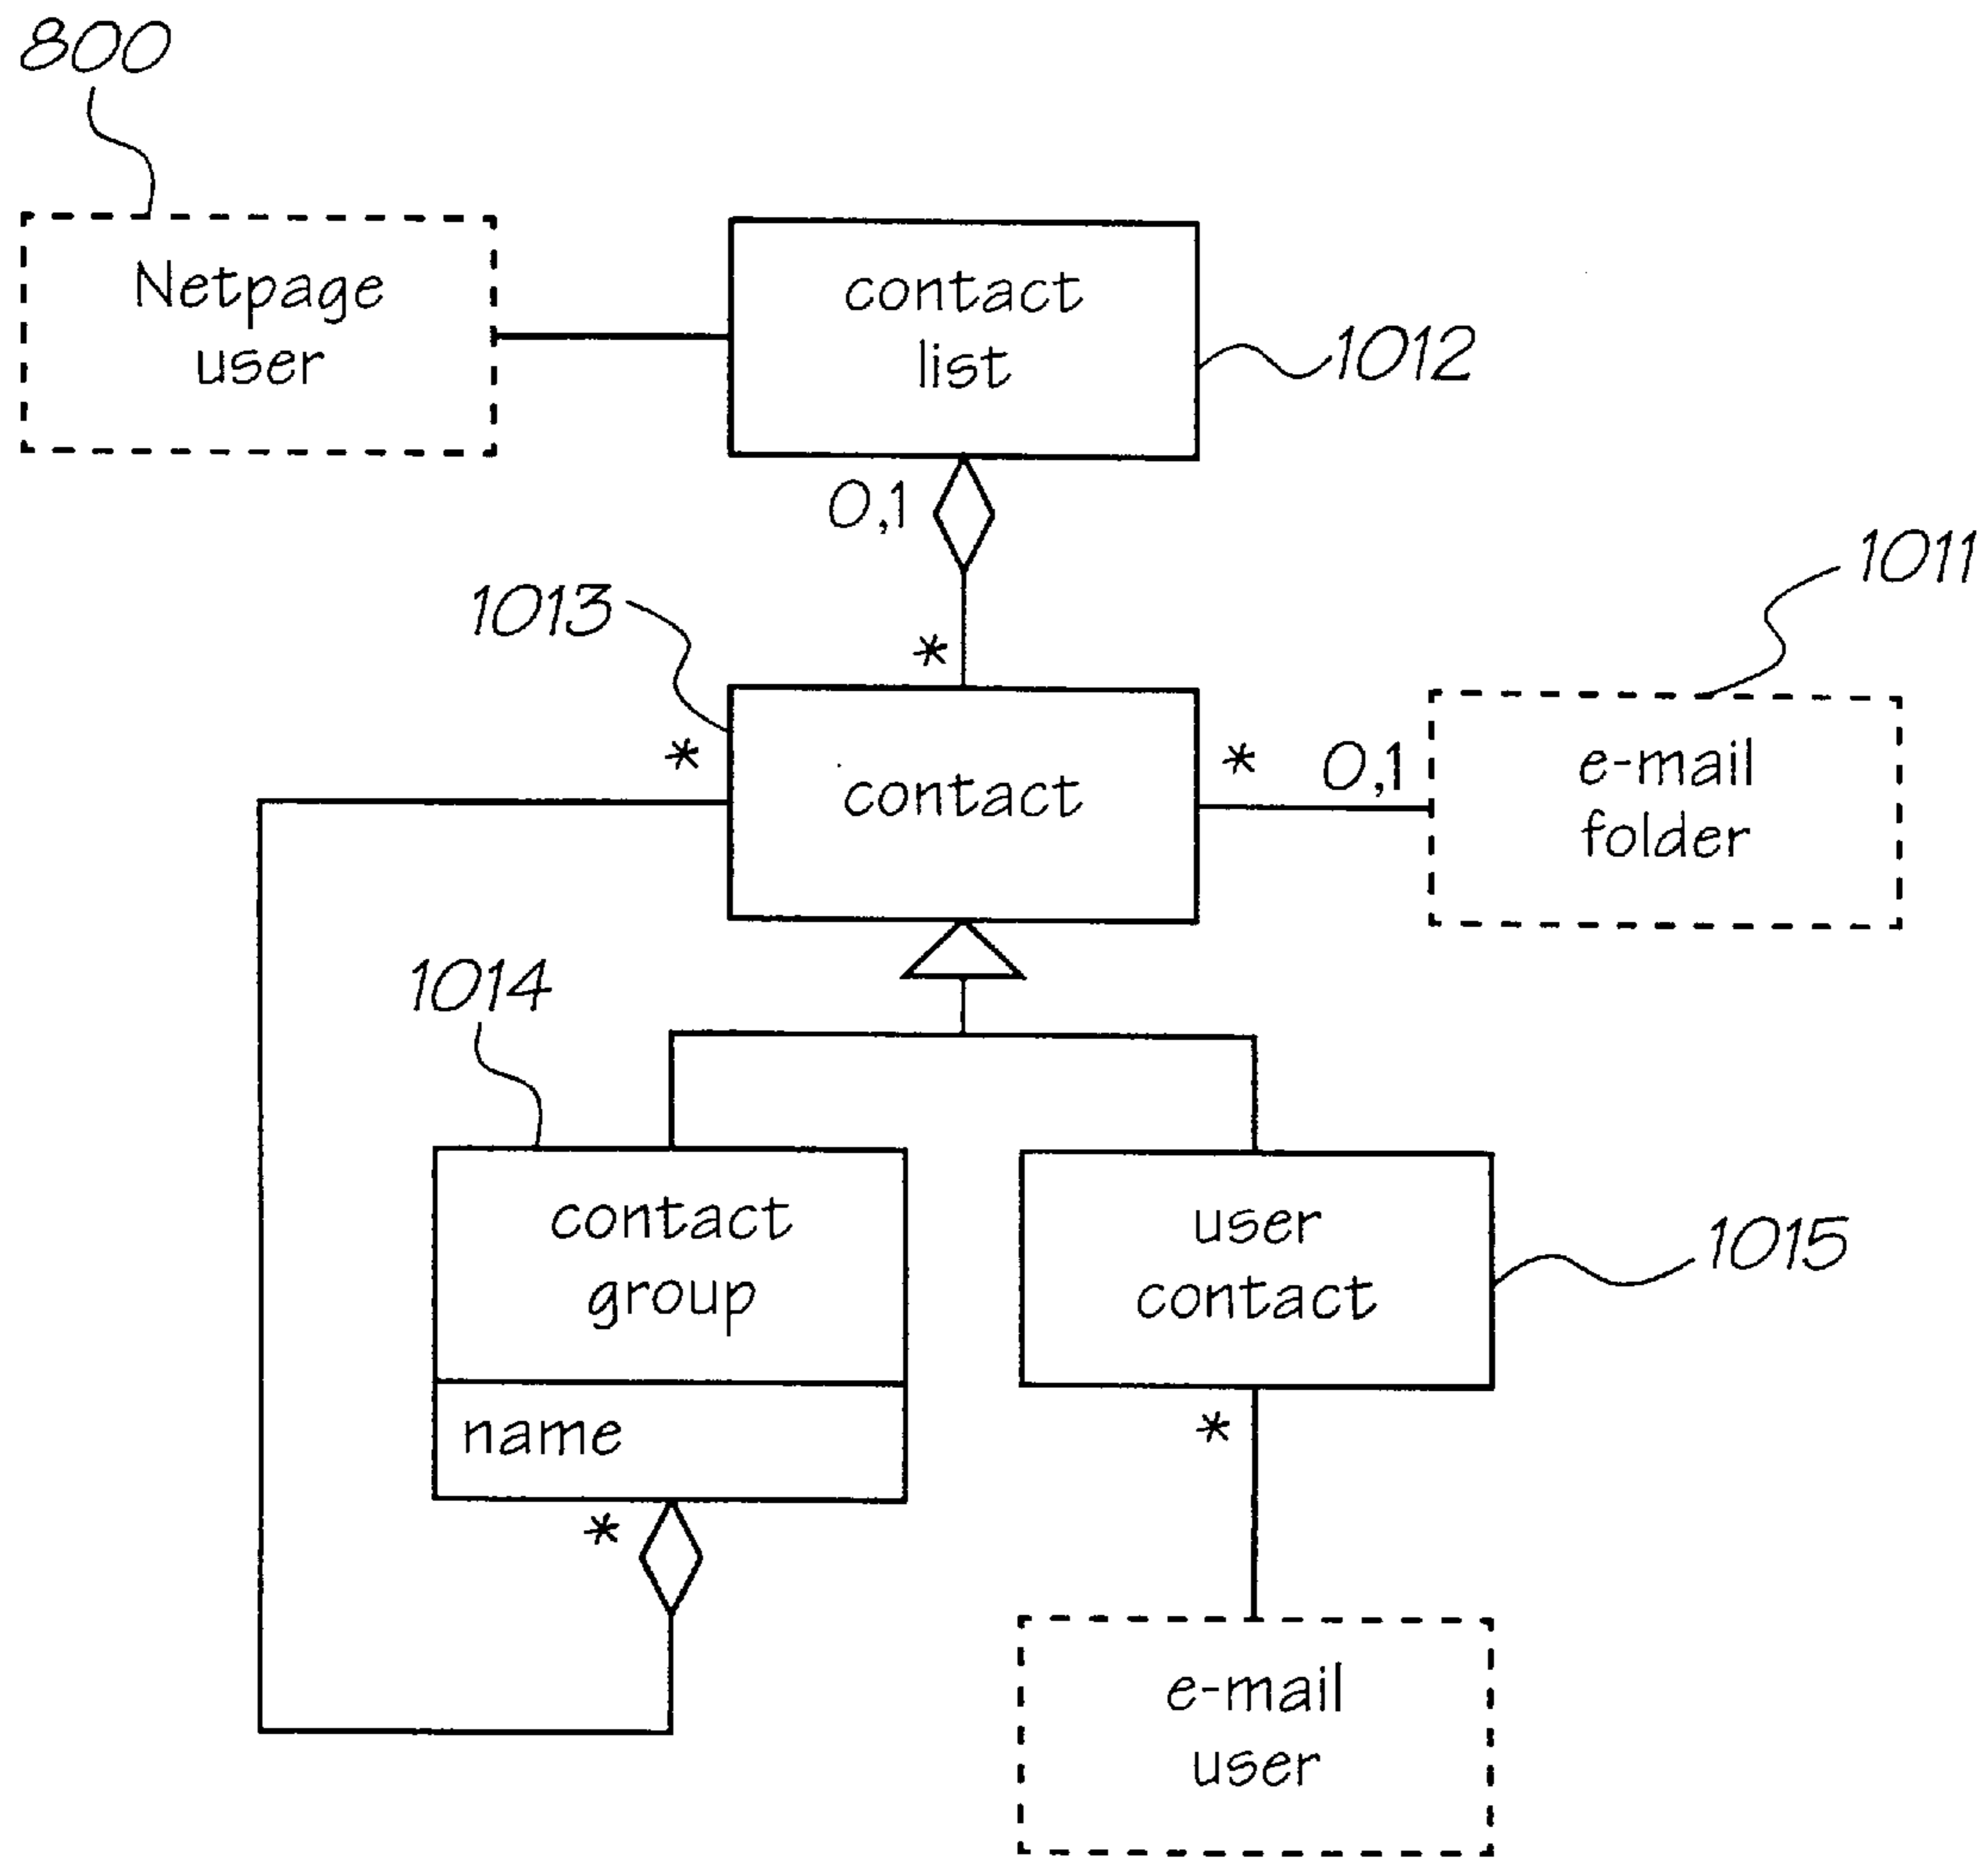 800
Netpage
user
contact
list
1012
0,1
*
1013
1011
*
contact
*
0,1
e-mail
folder
1014
contact
group
name
*
user
contact
1015
*
e-mail
user